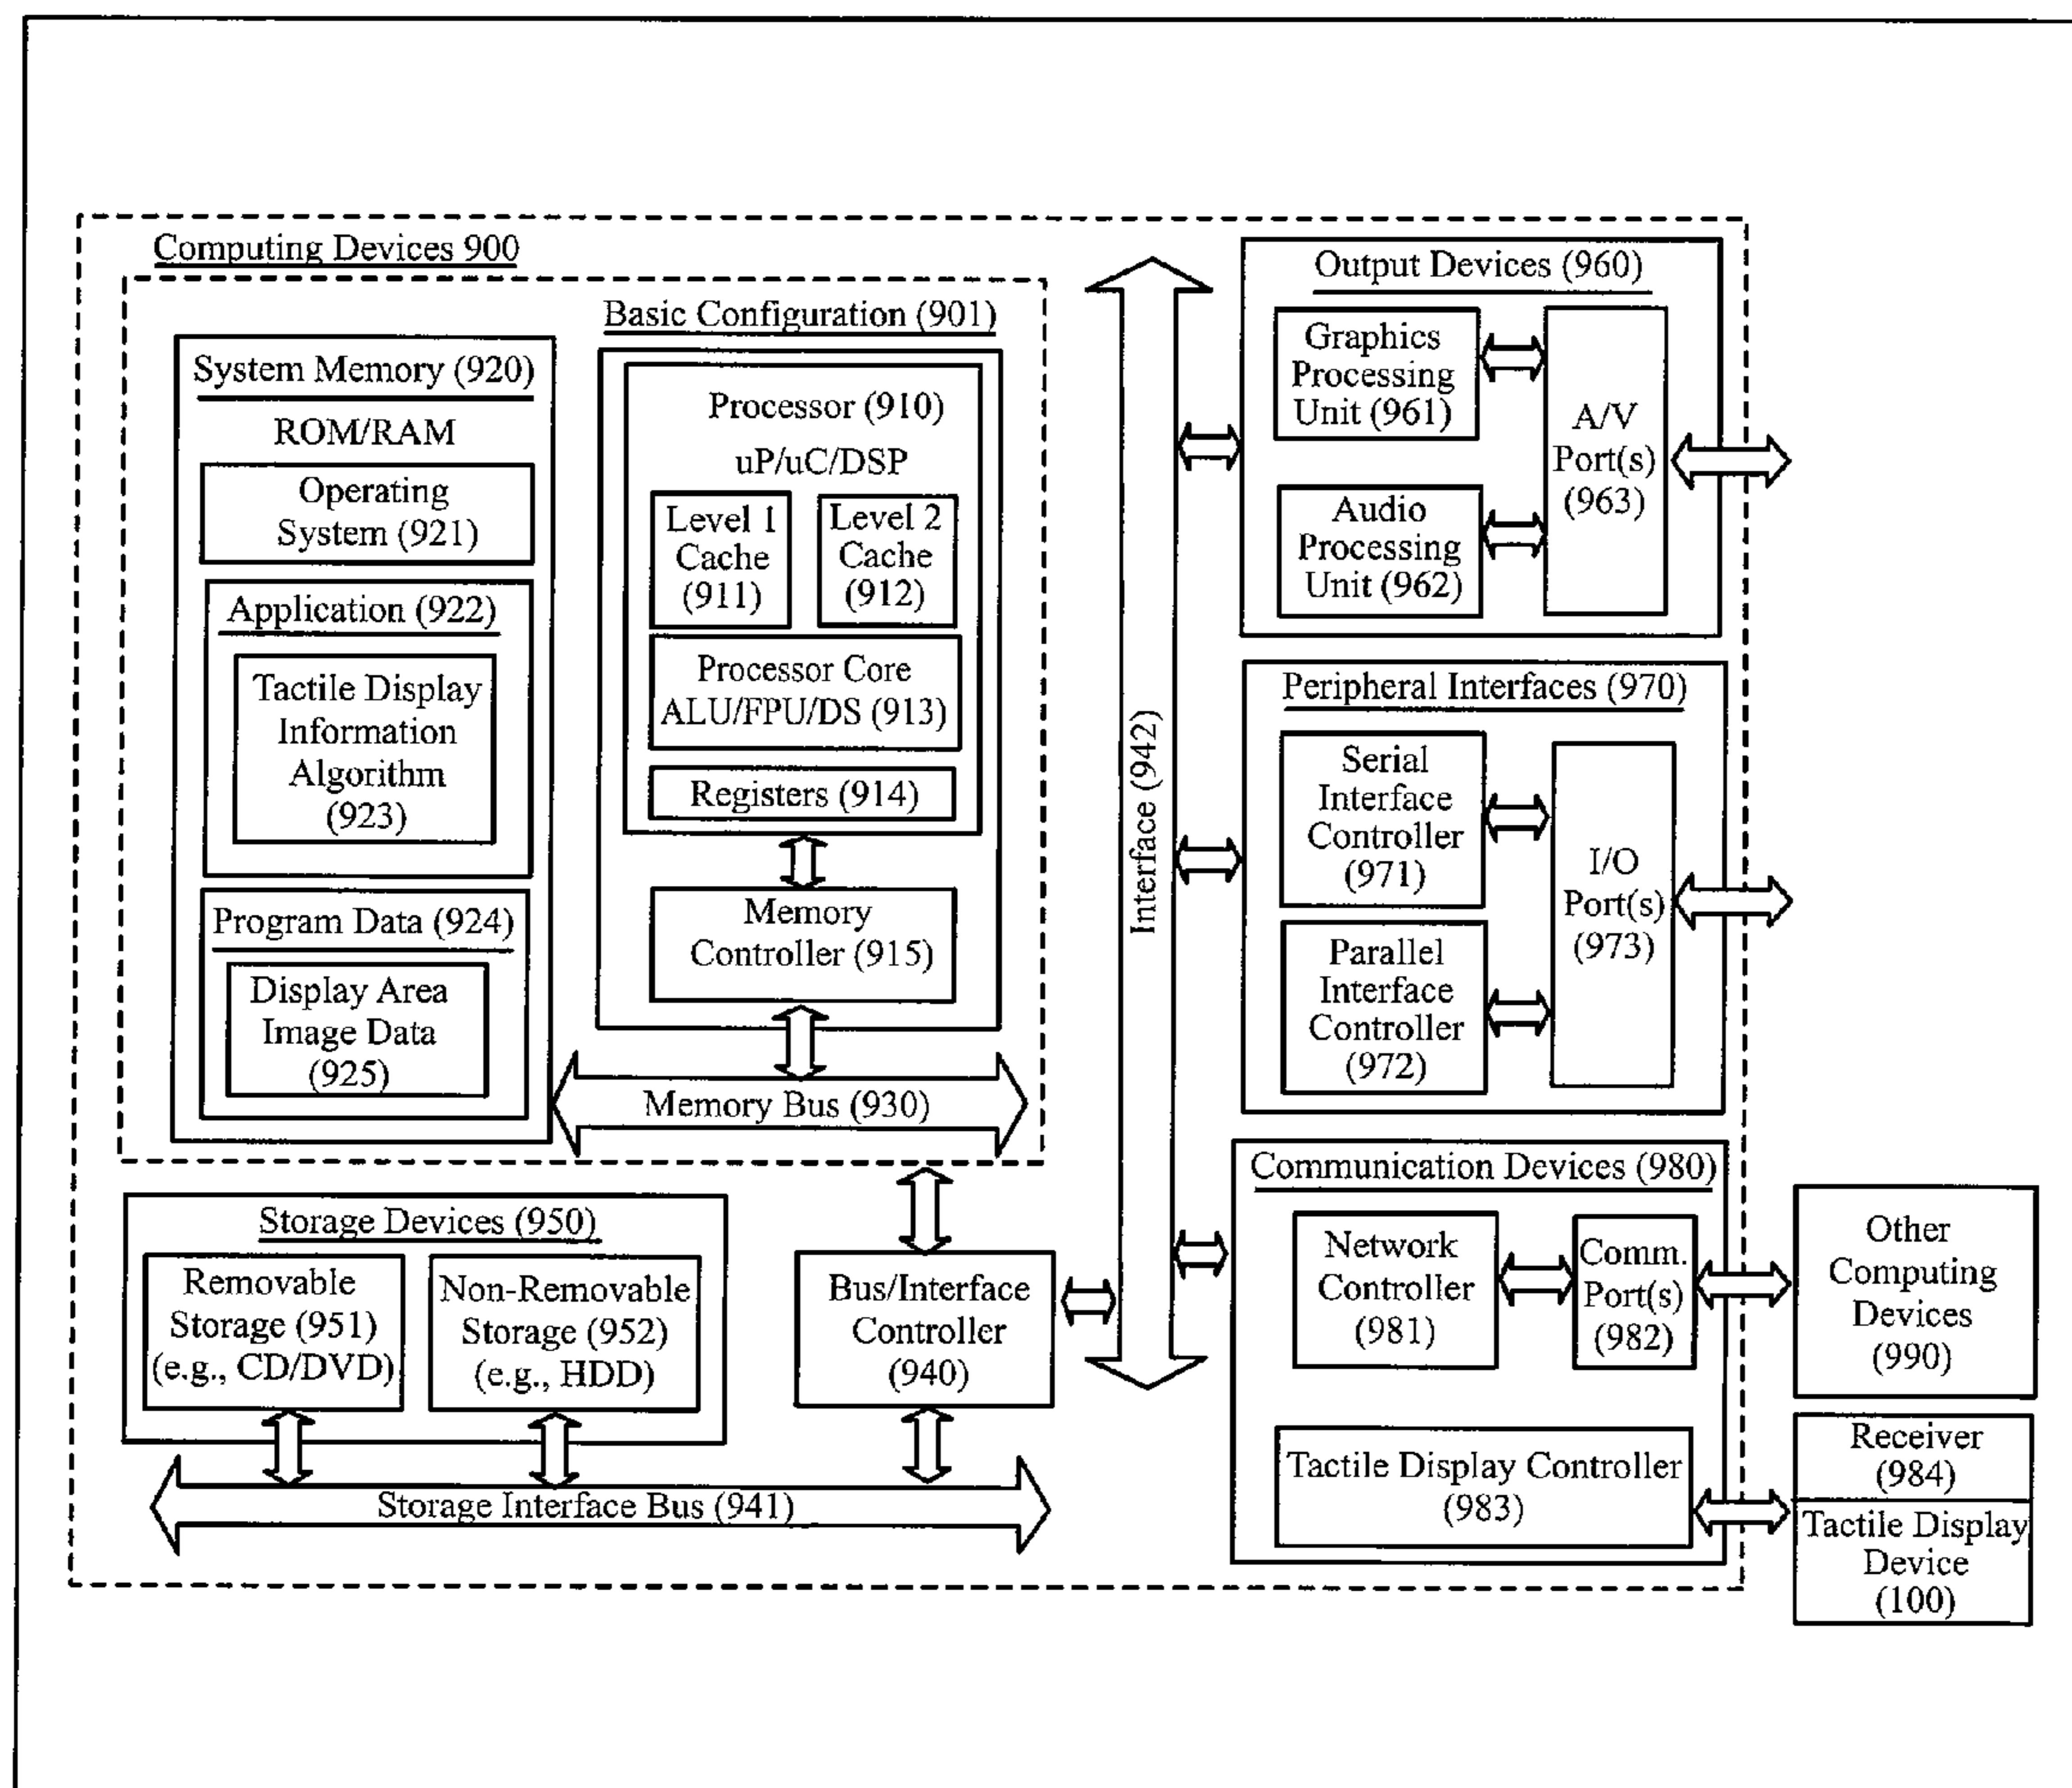 Computing Devices 900
Basic Configuration (901)
System Memory (920)
ROM/RAM
Operating
System (921)
Application (922)
Tactile Display
Information
Algorithm
(923)
Program Data (924)
Display Area
Image Data
(925)
Processor (910)
uP/uC/DSP
Level 1
Cache
(911)
Level 2
Cache
(912)
Processor Core
ALU/FPU/DS (913)
Registers (914)
Memory
Controller (915)
Memory Bus (930)
Storage Devices (950)
Removable
Storage (951)
(e.g., CD/DVD)
Non-Removable
Storage (952)
(e.g., HDD)
Bus/Interface
Controller
(940)
Storage Interface Bus (941)
Interface (942)
Output Devices (960)
Graphics
Processing
Unit (961)
Audio
Processing
Unit (962)
A/V
Port(s)
(963)
Peripheral Interfaces (970)
Serial
Interface
Controller
(971)
Parallel
Interface
Controller
(972)
I/O
Port(s)
(973)
Communication Devices (980)
Network
Controller
(981)
Comm.
Port(s)
(982)
Tactile Display Controller
(983)
Other
Computing
Devices
(990)
Receiver
(984)
Tactile Display
Device
(100)